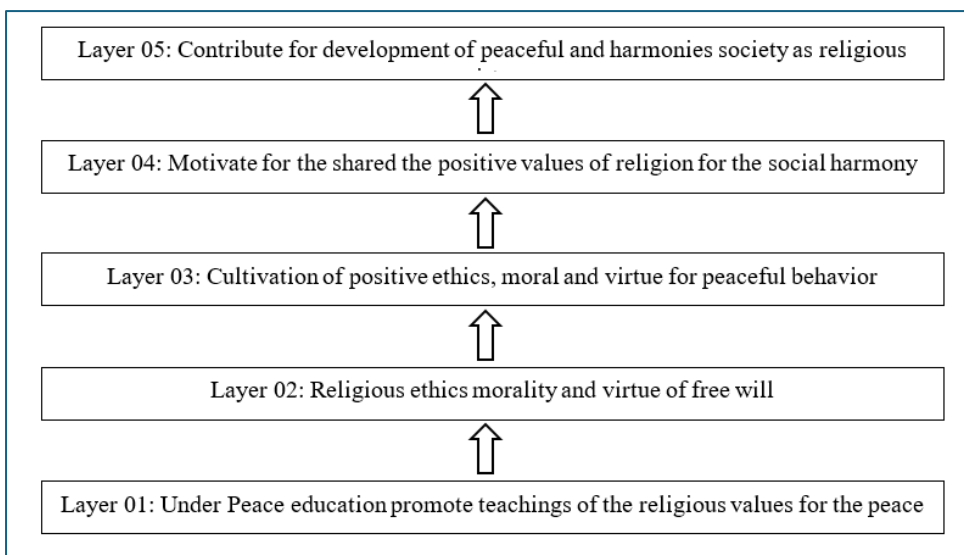 Layer 05: Contribute for development of peaceful and harmonies society as religious
Layer 04: Motivate for the shared the positive values of religion for the social harmony
Layer 03: Cultivation of positive ethics, moral and virtue for peaceful behavior
Layer 02: Religious ethics morality and virtue of free will
Layer 01: Under Peace education promote teachings of the religious values for the peace